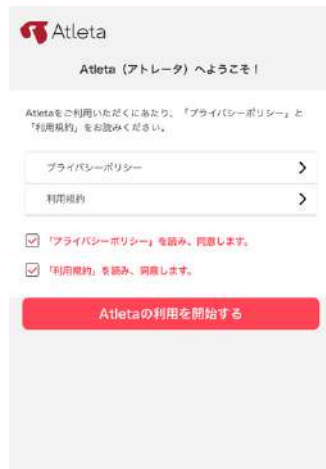 Atleta
Atleta（アトレータ）へようこそ！
Atletaをご利用いただくにあたり、「プライバシーポリシー」と
「利用規約」をお読みください。
プライバシーポリシー
利用規約
「プライバシーポリシー」を読み、同意します。
「利用規約」を読み、同意します。
Atletaの利用を開始する